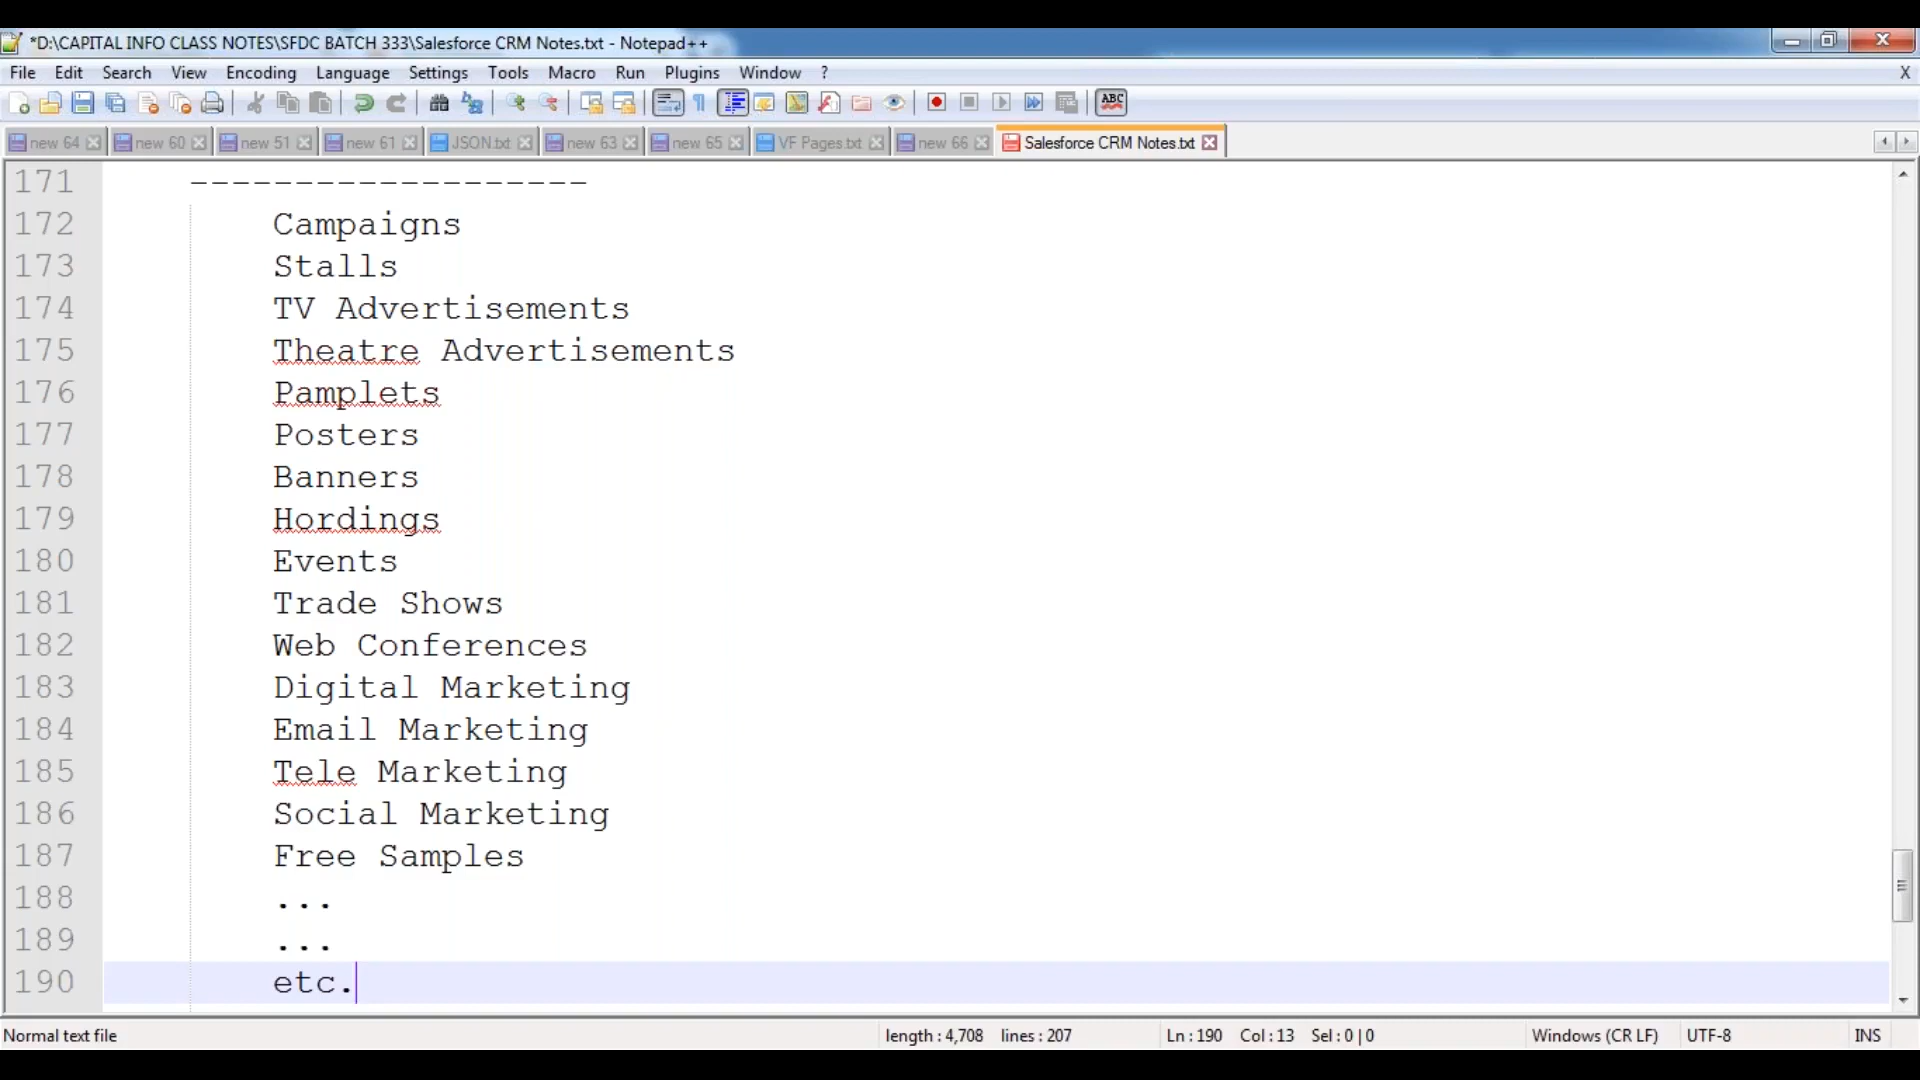 *D:\CAPITAL INFO CLASS NOTES\SFDC BATCH 333\Salesforce CRM Notes.txt - Notepad++
File Edit Search View Encoding Language Settings Tools Macro Run Plugins Window ? X
ABC
new 64 new 60 new 51 new 61 JSON.txt new 63 new 65 VF Pages.txt new 66 Salesforce CRM Notes.txt
171 -------------------
172 Campaigns
173 Stalls
174 TV Advertisements
175 Theatre Advertisements
176 Pamplets
177 Posters
178 Banners
179 Hordings
180 Events
181 Trade Shows
182 Web Conferences
183 Digital Marketing
184 Email Marketing
185 Tele Marketing
186 Social Marketing
187 Free Samples
188 ...
189 ...
190 etc.
Normal text file length : 4,708 lines : 207 Ln : 190 Col : 13 Sel : 0 | 0 Windows (CR LF) UTF-8 INS